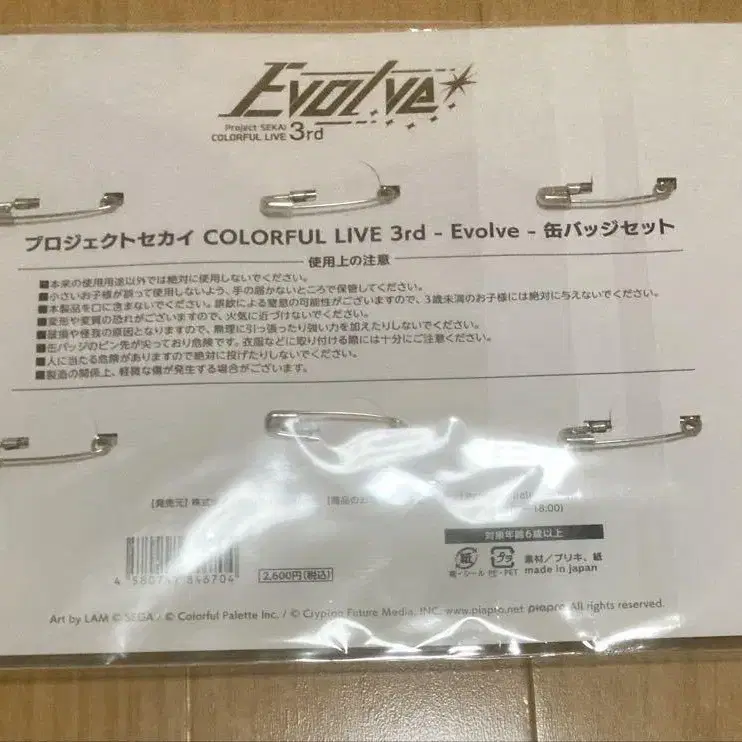 Evolve
Project SEKAI
COLORFUL LIVE 3rd
プロジェクトセカイ COLORFUL LIVE 3rd - Evolve - 缶バッジセット
使用上の注意
■本来の使用用途以外では絶対に使用しないでください。
■小さいお子様が誤って使用しないよう、手の届かないところで保管してください。
■本製品を口に含まないでください。誤飲による窒息の可能性がございますので、3歳未満のお子様には絶対に与えないでください。
■変形や変質の恐れがございますので、火気に近づけないでください。
■破損や怪我の原因となりますので、無理に引っ張ったり強い力を加えたりしないでください。
■缶バッジのピン先が尖っており危険です。衣服などに取り付ける際には十分にご注意ください。
■人に当たる危険がありますので絶対に投げたりしないでください。
■製造の関係上、軽微な傷が発生する場合がございます。
[発売元] 株式 [商品のお
18:00)
対象年齢6歳以上
紙 プラ 素材/ブリキ、紙
made in japan
2,600円(税込)
Art by LAM © SEGA / © Colorful Palette Inc. / © Crypton Future Media, INC. www.piapro.net piapro All rights reserved.